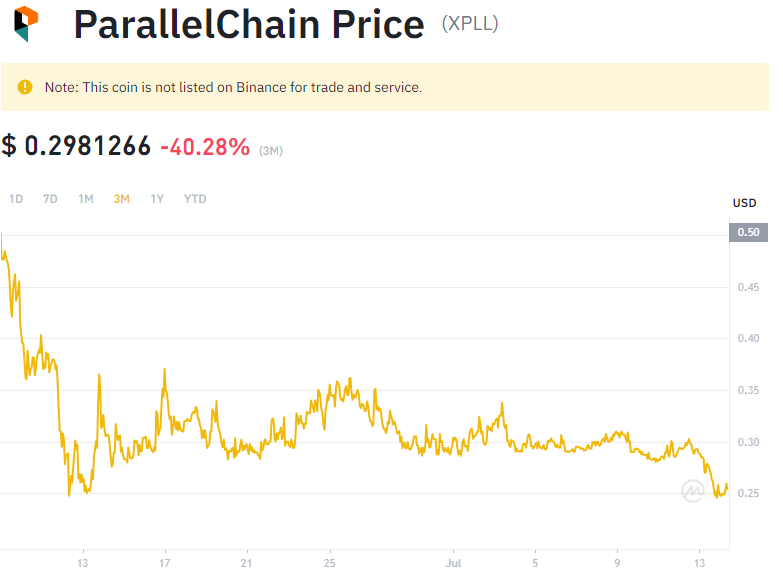 ParallelChain Price (XPLL)
Note: This coin is not listed on Binance for trade and service.
$ 0.2981266 -40.28% (3M)
1D 7D 1M 3M 1Y YTD
USD
0.50
0.45
0.40
0.35
0.30
0.25
13 17 21 25 Jul 5 9 13